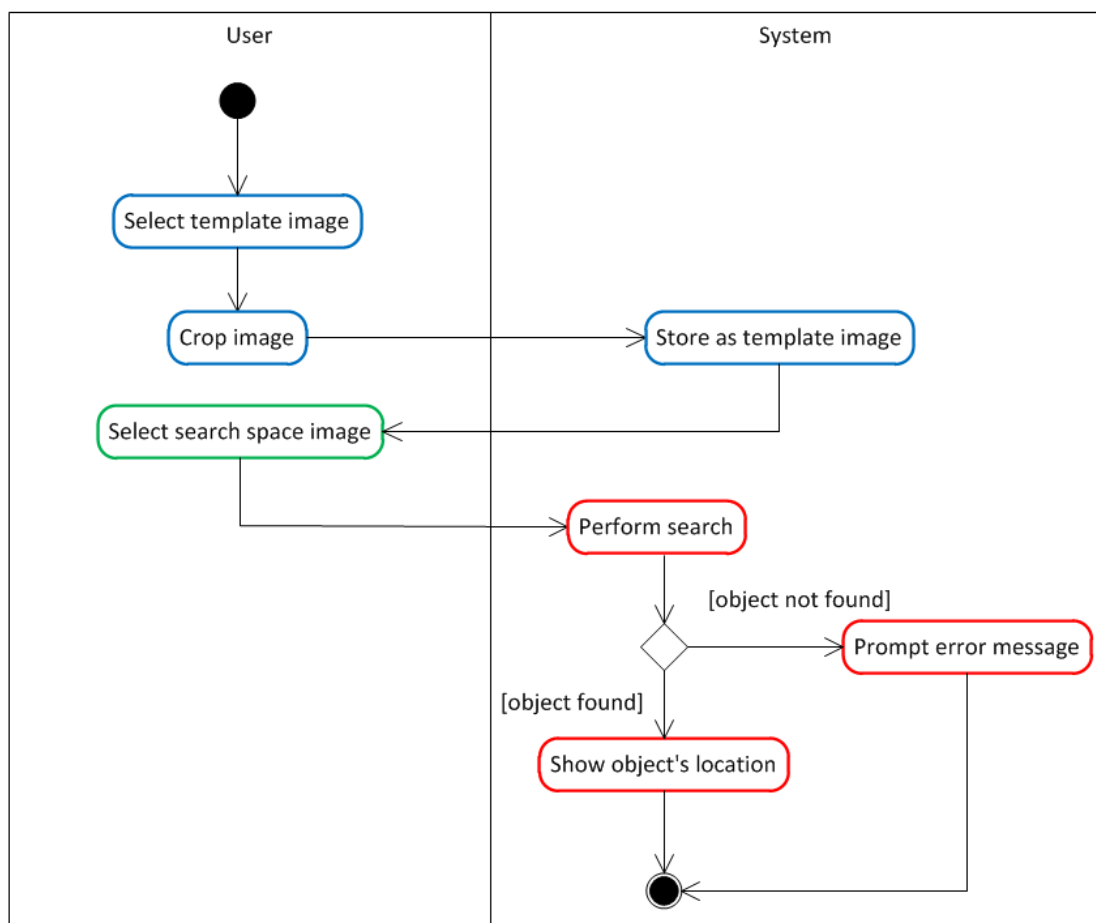 User
System
Select template image
Crop image
Store as template image
Select search space image
Perform search
[object not found]
Prompt error message
[object found]
Show object's location